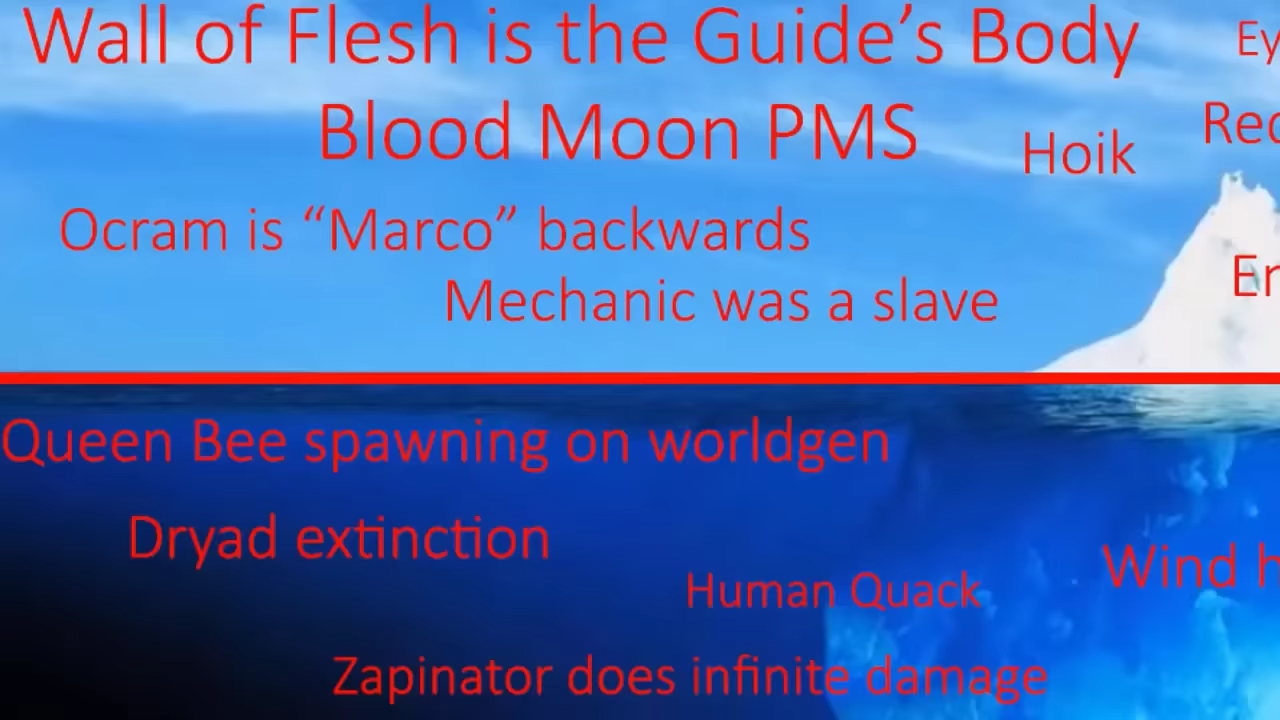 Wall of Flesh is the Guide’s Body
Blood Moon PMS
Hoik
Ocram is “Marco” backwards
Mechanic was a slave
Queen Bee spawning on worldgen
Dryad extinction
Human Quack
Wind
Zapinator does infinite damage